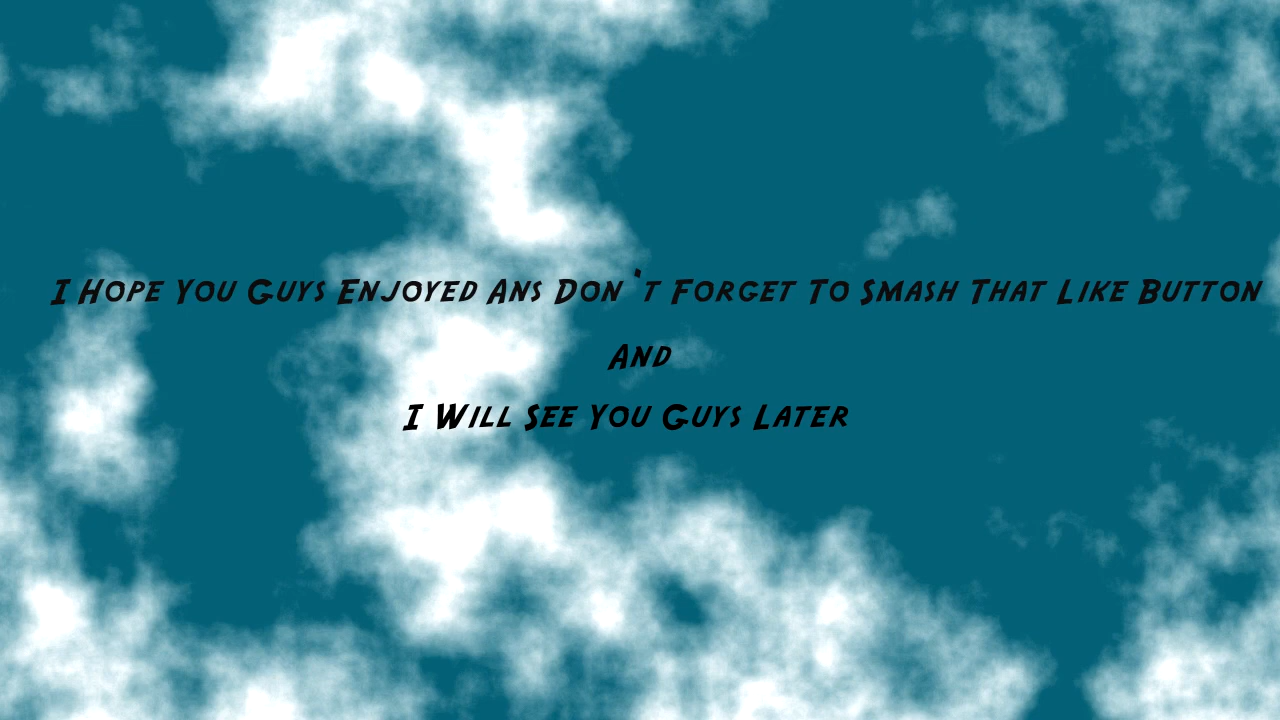 I Hope You Guys Enjoyed Ans Don`t Forget To Smash That Like Button
And
I Will See You Guys Later